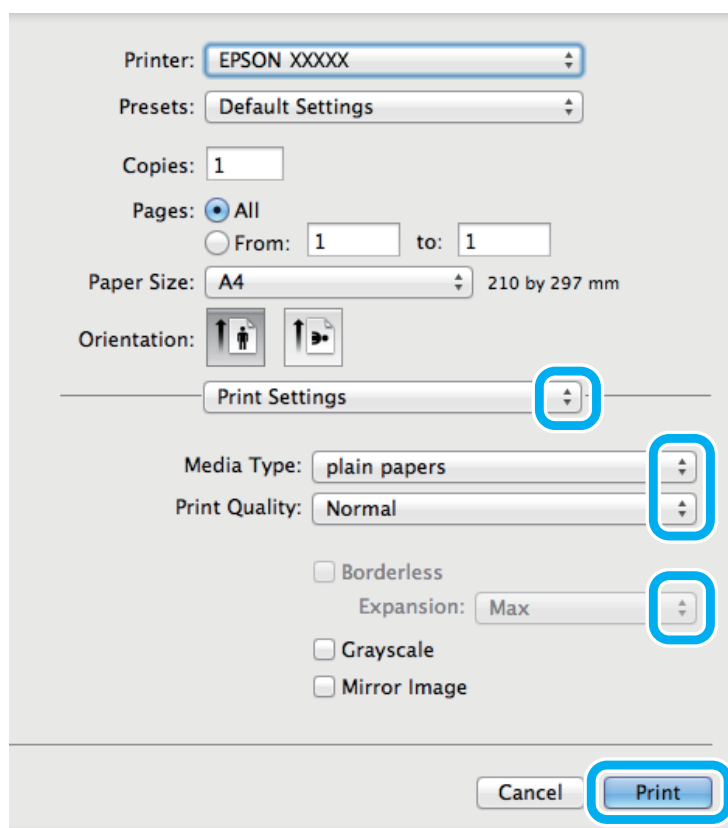 Printer: EPSON XXXXX
Presets: Default Settings
Copies: 1
Pages: All
From: 1 to: 1
Paper Size: A4 210 by 297 mm
Orientation:
Print Settings
Media Type: plain papers
Print Quality: Normal
Borderless
Expansion: Max
Grayscale
Mirror Image
Cancel Print